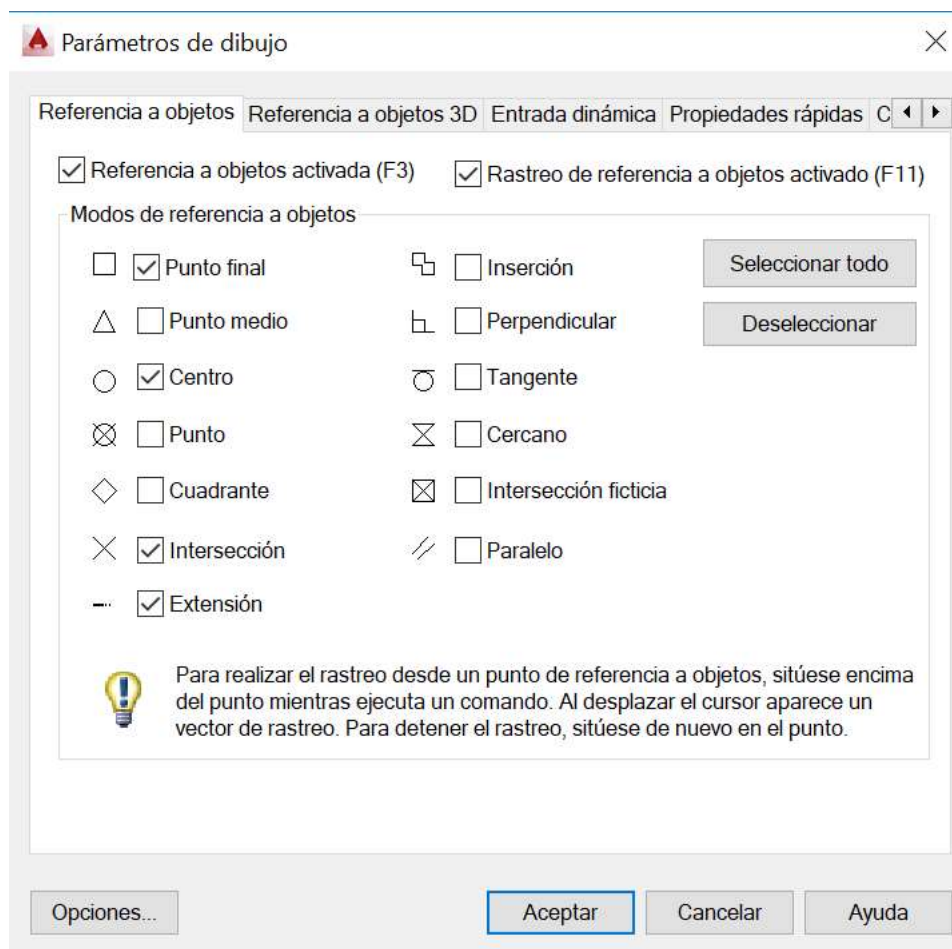 Parámetros de dibujo
Referencia a objetos Referencia a objetos 3D Entrada dinámica Propiedades rápidas C
Referencia a objetos activada (F3) Rastreo de referencia a objetos activado (F11)
Modos de referencia a objetos
Punto final Inserción Seleccionar todo
Punto medio Perpendicular Deseleccionar
Centro Tangente
Punto Cercano
Cuadrante Intersección ficticia
Intersección Paralelo
Extensión
Para realizar el rastreo desde un punto de referencia a objetos, sitúese encima
del punto mientras ejecuta un comando. Al desplazar el cursor aparece un
vector de rastreo. Para detener el rastreo, sitúese de nuevo en el punto.
Opciones... Aceptar Cancelar Ayuda